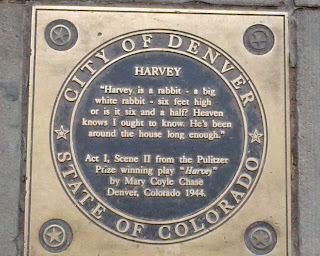 CITY OF DENVER
HARVEY
"Harvey is a rabbit - a big
white rabbit - six feet high
or is it six and a half? Heaven
knows I ought to know. He's been
around the house long enough."
Act I, Scene II from the Pulitzer
Prize winning play "Harvey"
by Mary Coyle Chase
Denver, Colorado 1944.
STATE OF COLORADO